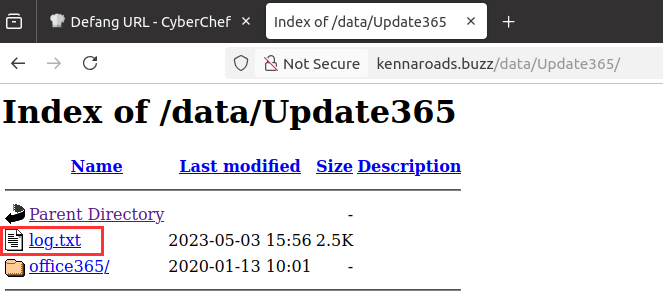 Defang URL - CyberChef
Index of /data/Update365
Not Secure kennaroads.buzz/data/Update365/
Index of /data/Update365
Name Last modified Size Description
Parent Directory -
log.txt 2023-05-03 15:56 2.5K
office365/ 2020-01-13 10:01 -